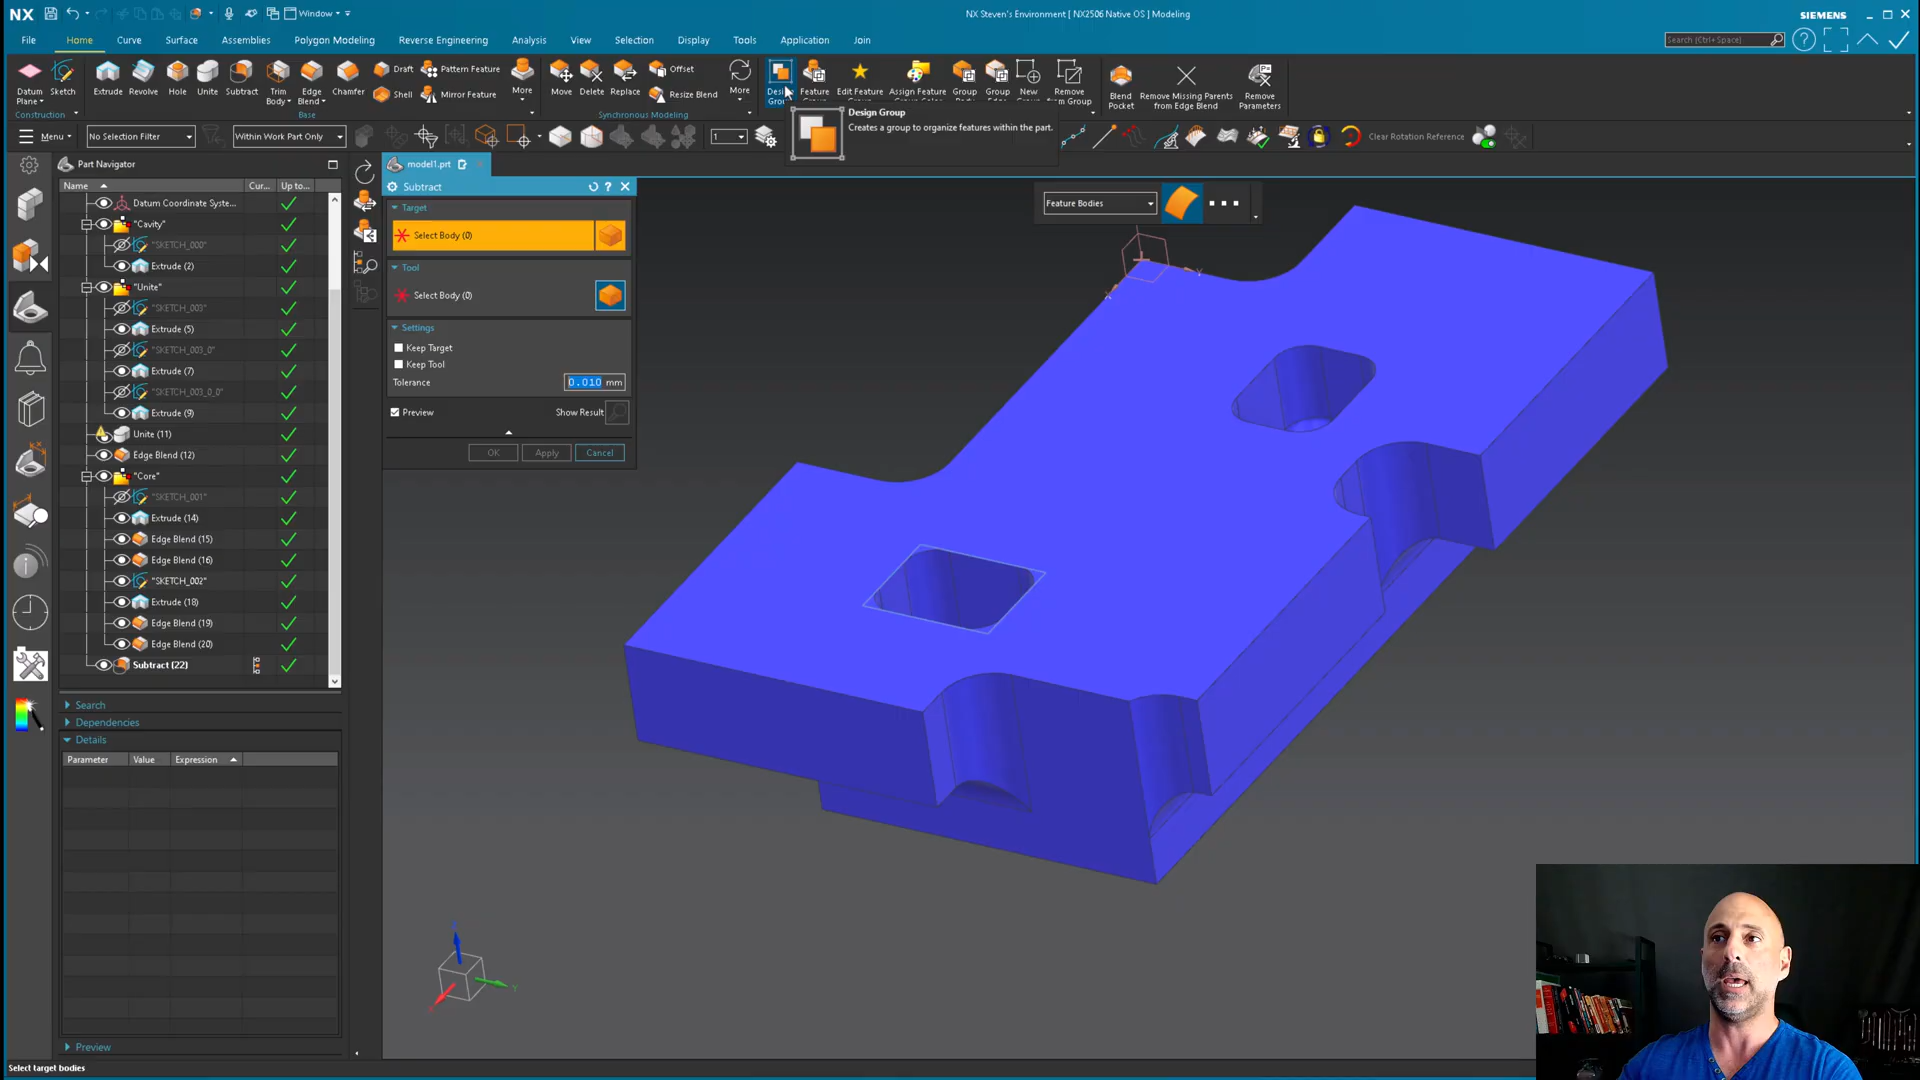 NX
Window
NX Steven's Environment [ NX2506 Native OS ] Modeling
SIEMENS
File Home Curve Surface Assemblies Polygon Modeling Reverse Engineering Analysis View Selection Display Tools Application Join
Search (Ctrl+Space)
Datum Plane Sketch
Construction
Extrude Revolve Hole Unite Subtract Trim Body Edge Blend Chamfer Draft Shell Pattern Feature Mirror Feature More
Base
Move Delete Replace Offset Resize Blend More
Synchronous Modeling
Feature
Edit Feature
Assign Feature
Group
Group
New
Remove from Group
Blend Pocket
Remove Missing Parents from Edge Blend
Remove Parameters
Design Group
Creates a group to organize features within the part.
Menu
No Selection Filter
Within Work Part Only
1
Clear Rotation Reference
Part Navigator
model1.prt
Name Cur... Up to...
Datum Coordinate Syste...
"Cavity"
"SKETCH_000"
Extrude (2)
"Unite"
"SKETCH_003"
Extrude (5)
"SKETCH_003_0"
Extrude (7)
"SKETCH_003_0_0"
Extrude (9)
Unite (11)
Edge Blend (12)
"Core"
"SKETCH_001"
Extrude (14)
Edge Blend (15)
Edge Blend (16)
"SKETCH_002"
Extrude (18)
Edge Blend (19)
Edge Blend (20)
Subtract (22)
Search
Dependencies
Details
Parameter Value Expression
Preview
Subtract
Target
Select Body (0)
Tool
Select Body (0)
Settings
Keep Target
Keep Tool
Tolerance 0.010 mm
Preview Show Result
OK Apply Cancel
Feature Bodies
Select target bodies